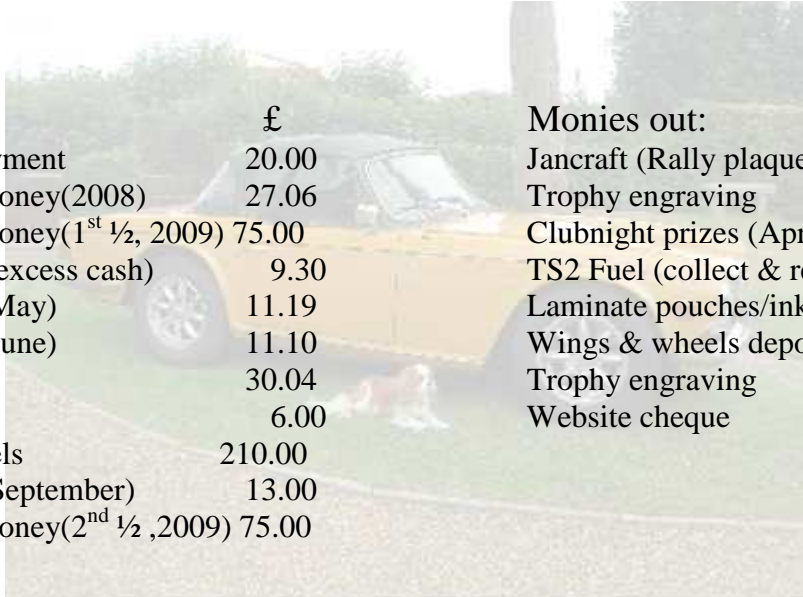 £
yment 20.00
oney(2008) 27.06
oney(1st ½, 2009) 75.00
excess cash) 9.30
May) 11.19
une) 11.10
30.04
6.00
els 210.00
September) 13.00
oney(2nd ½ ,2009) 75.00
Monies out:
Jancraft (Rally plaque
Trophy engraving
Clubnight prizes (Apr
TS2 Fuel (collect & re
Laminate pouches/ink
Wings & wheels depo
Trophy engraving
Website cheque